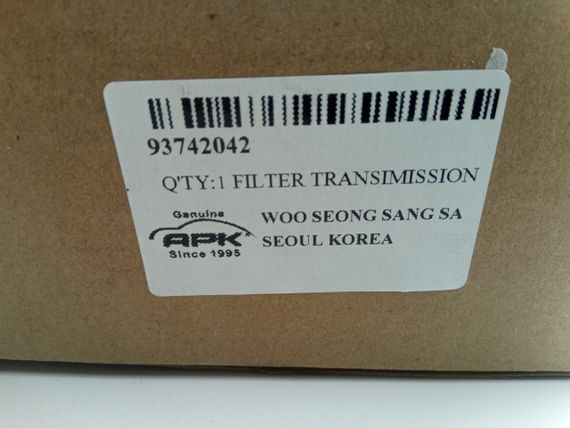 93742042
Q'TY:1 FILTER TRANSIMISSION
Genuine
APK
Since 1995
WOO SEONG SANG SA
SEOUL KOREA